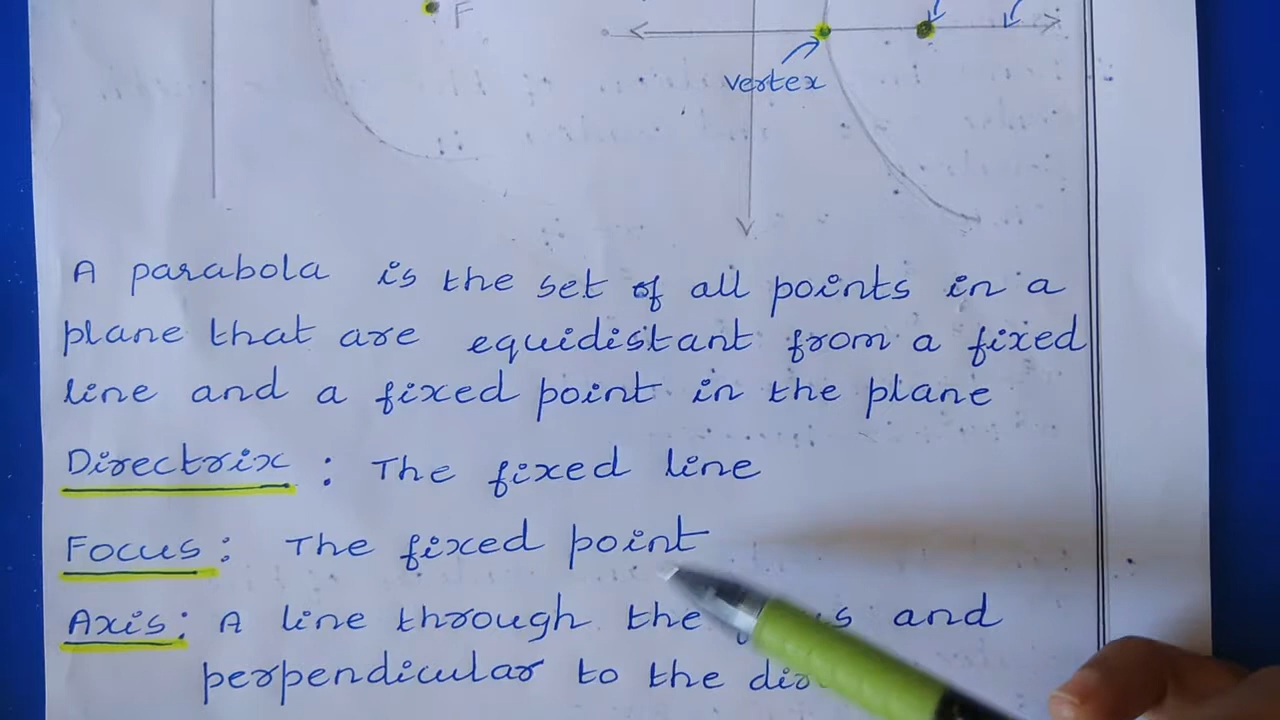 F
vertex
A parabola is the set of all points in a
plane that are equidistant from a fixed
line and a fixed point in the plane
Directrix : The fixed line
Focus : The fixed point
Axis : A line through the and
perpendicular to the